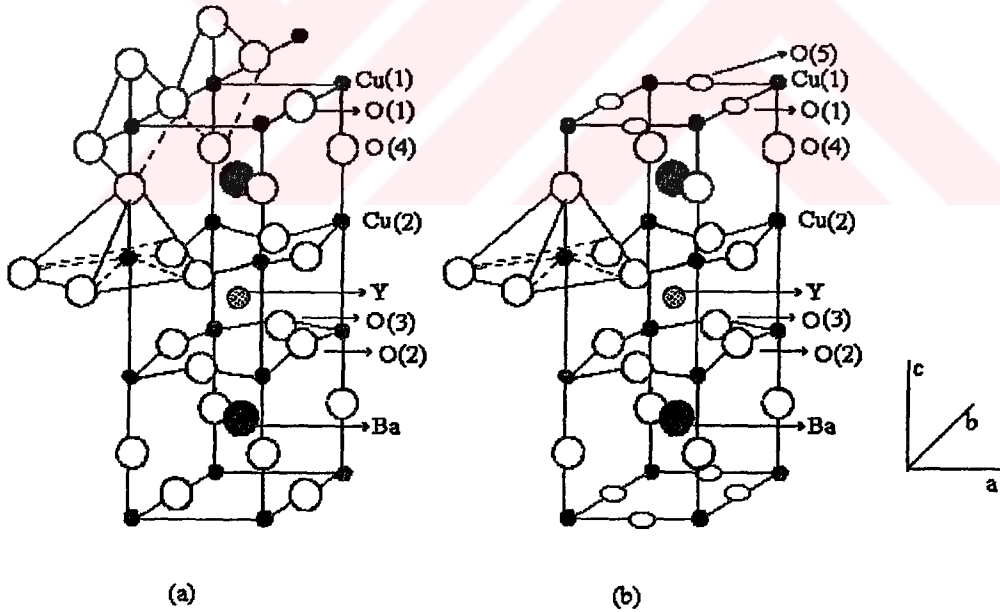 O(5)
Cu(1)
O(1)
O(4)
Cu(2)
Y
O(3)
O(2)
Ba
(a)
Cu(1)
O(1)
O(4)
Cu(2)
Y
O(3)
O(2)
Ba
(b)
c
b
a